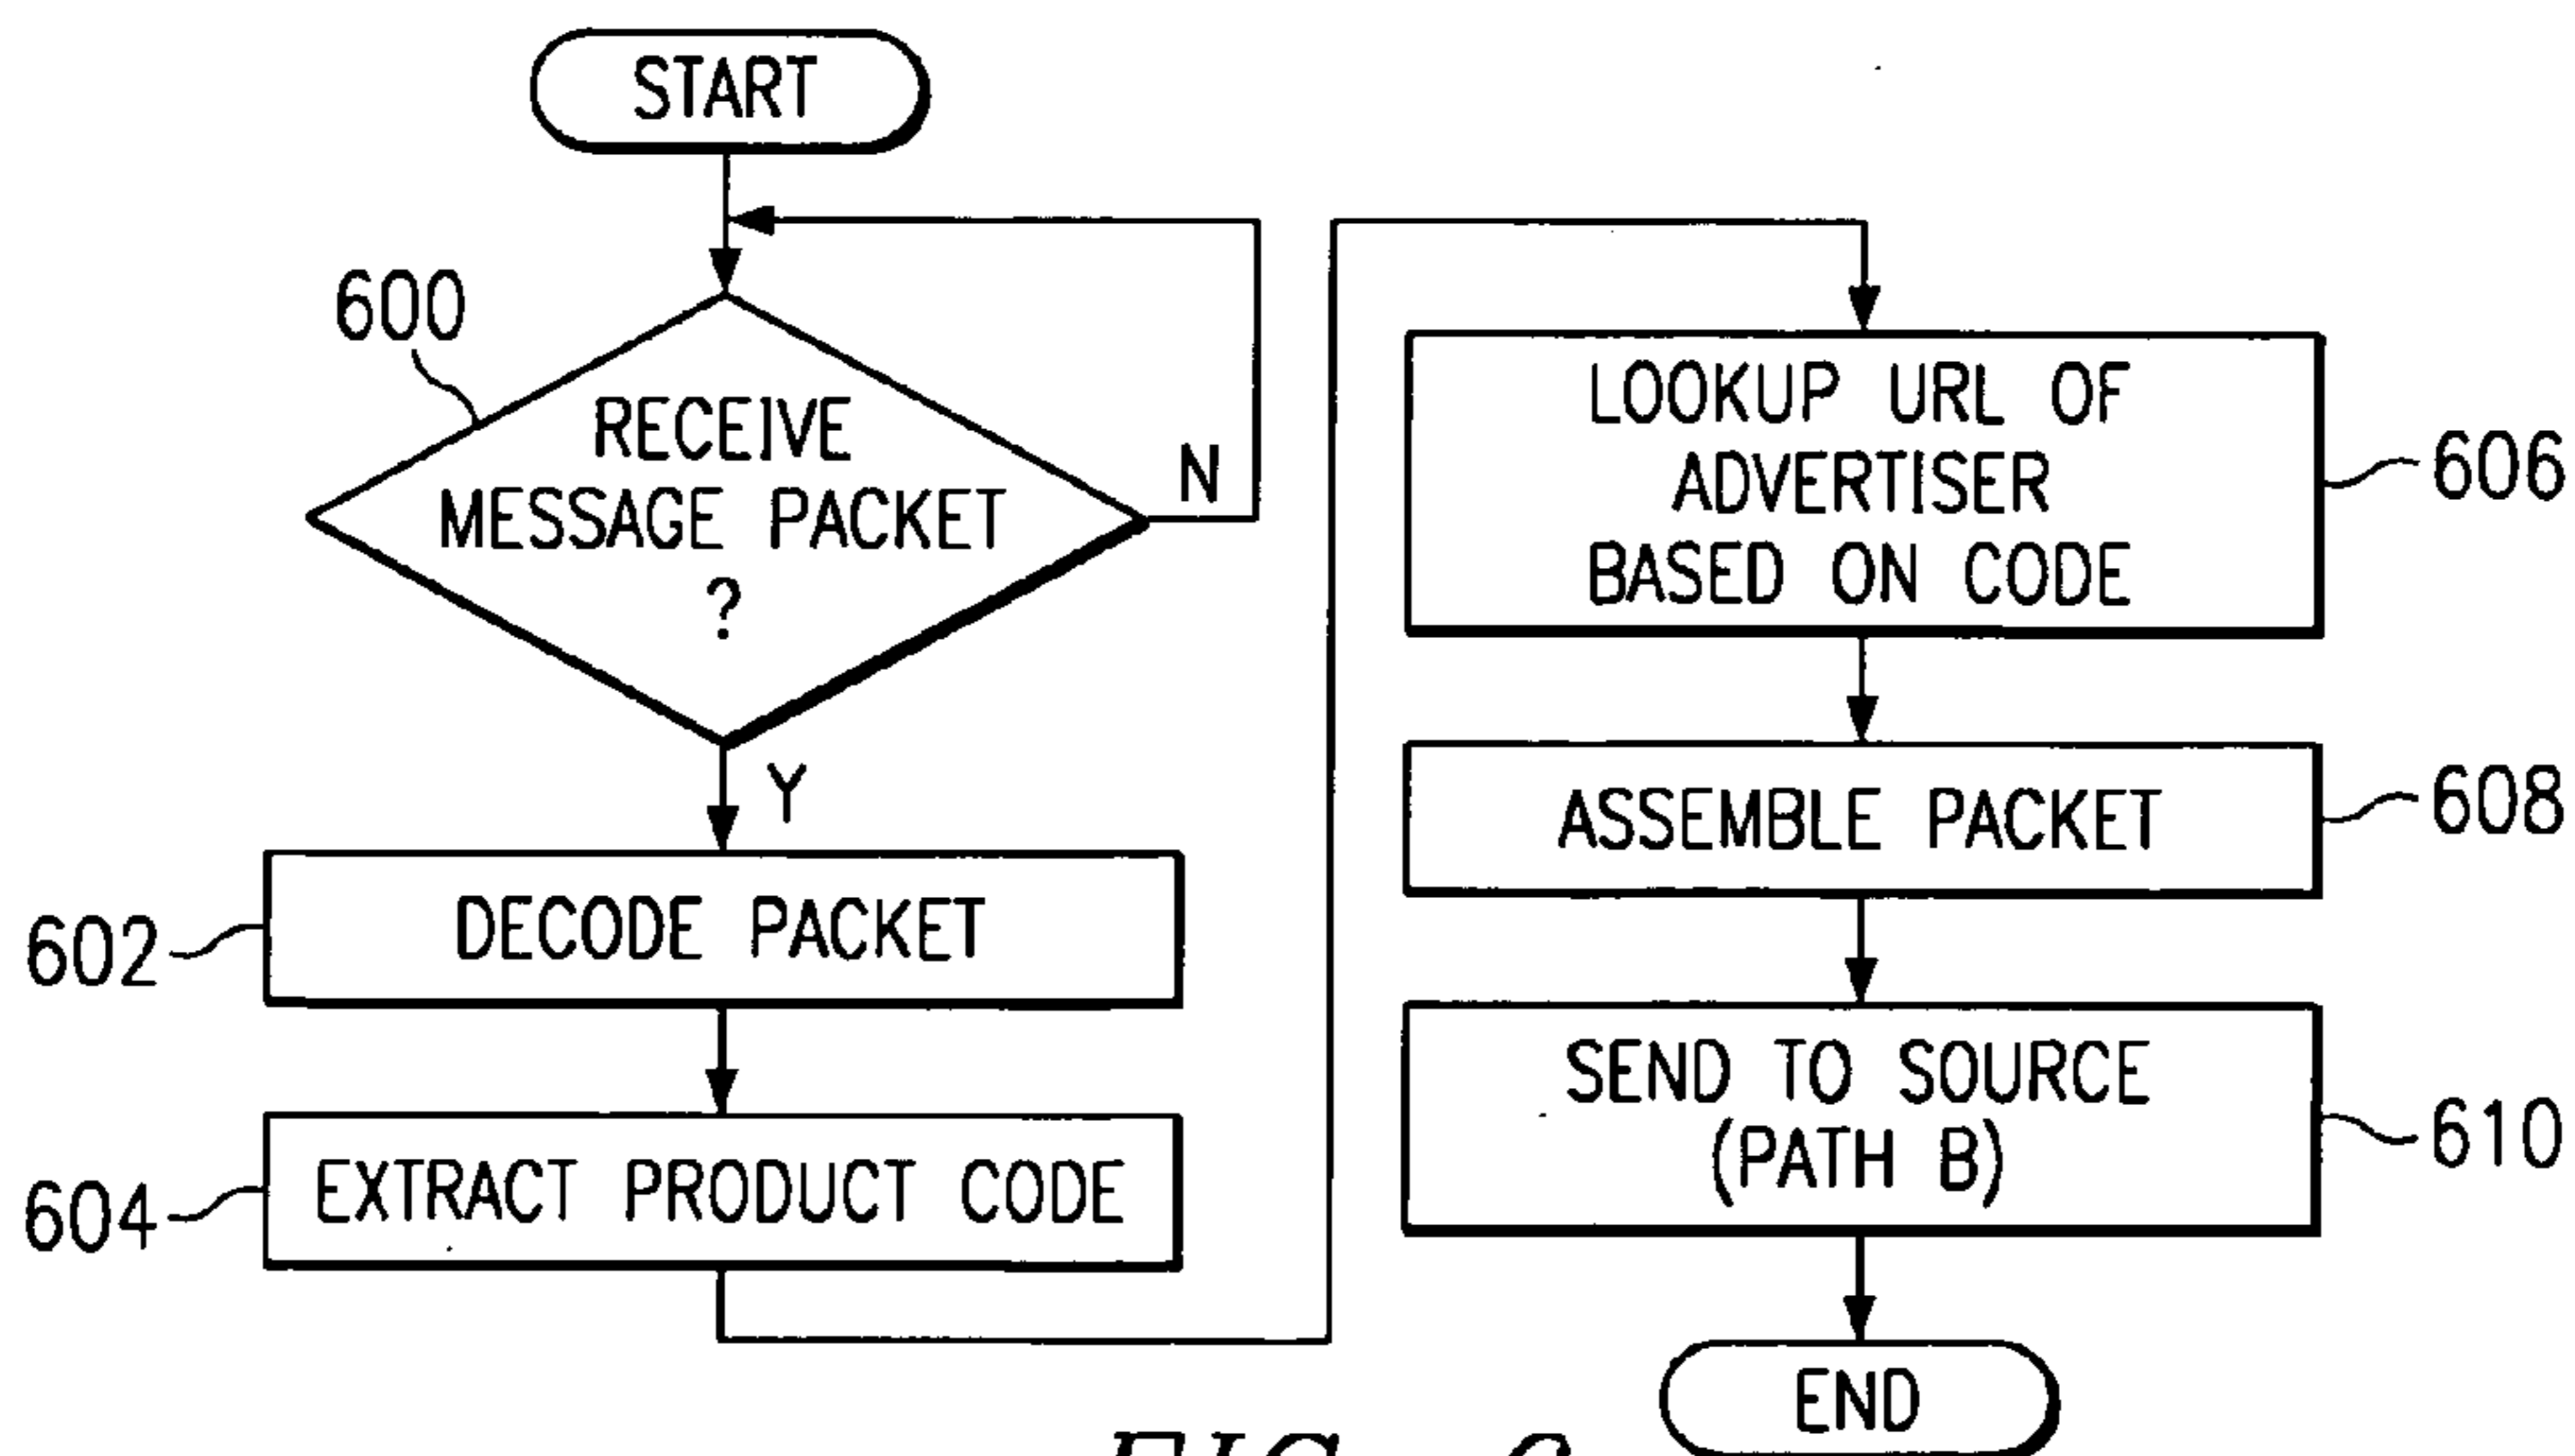 START
600
RECEIVE
MESSAGE PACKET
?
N
Y
602
DECODE PACKET
604
EXTRACT PRODUCT CODE
LOOKUP URL OF
ADVERTISER
BASED ON CODE
606
ASSEMBLE PACKET
608
SEND TO SOURCE
(PATH B)
610
END